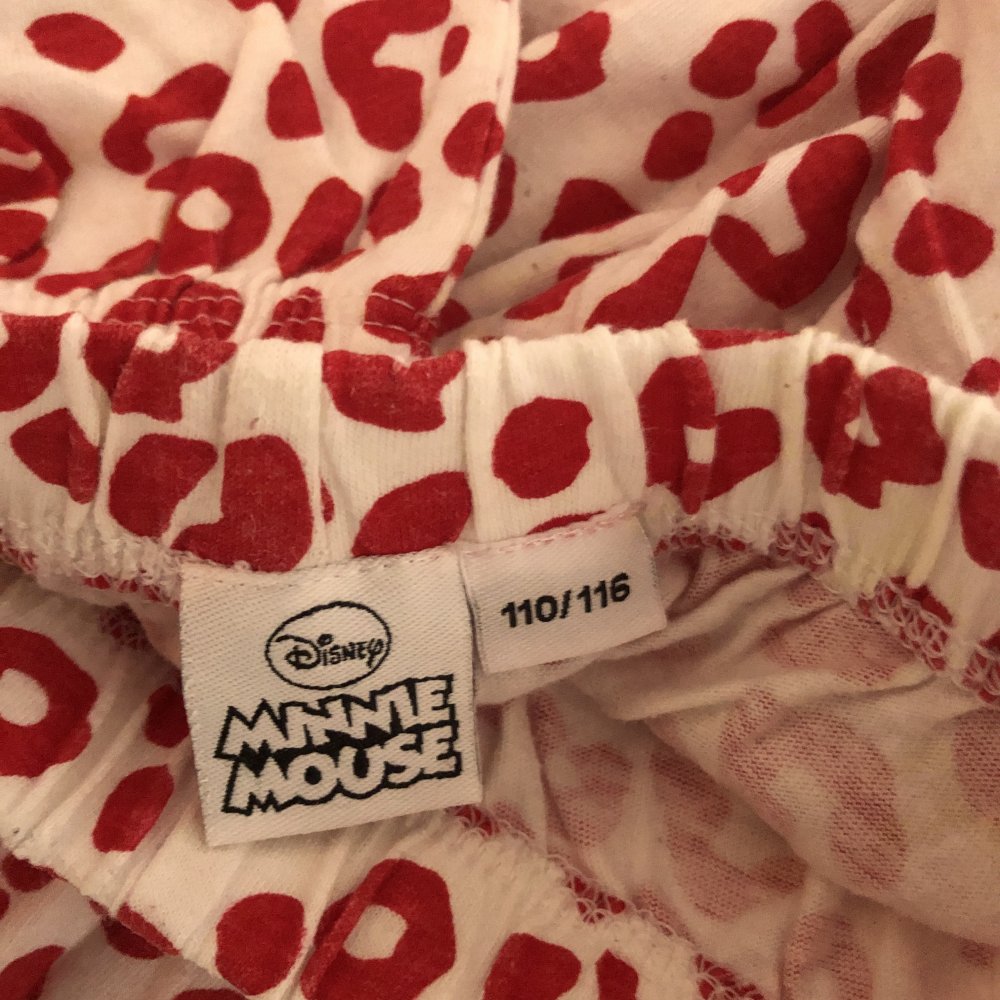 Disney
MINNIE
MOUSE
110/116